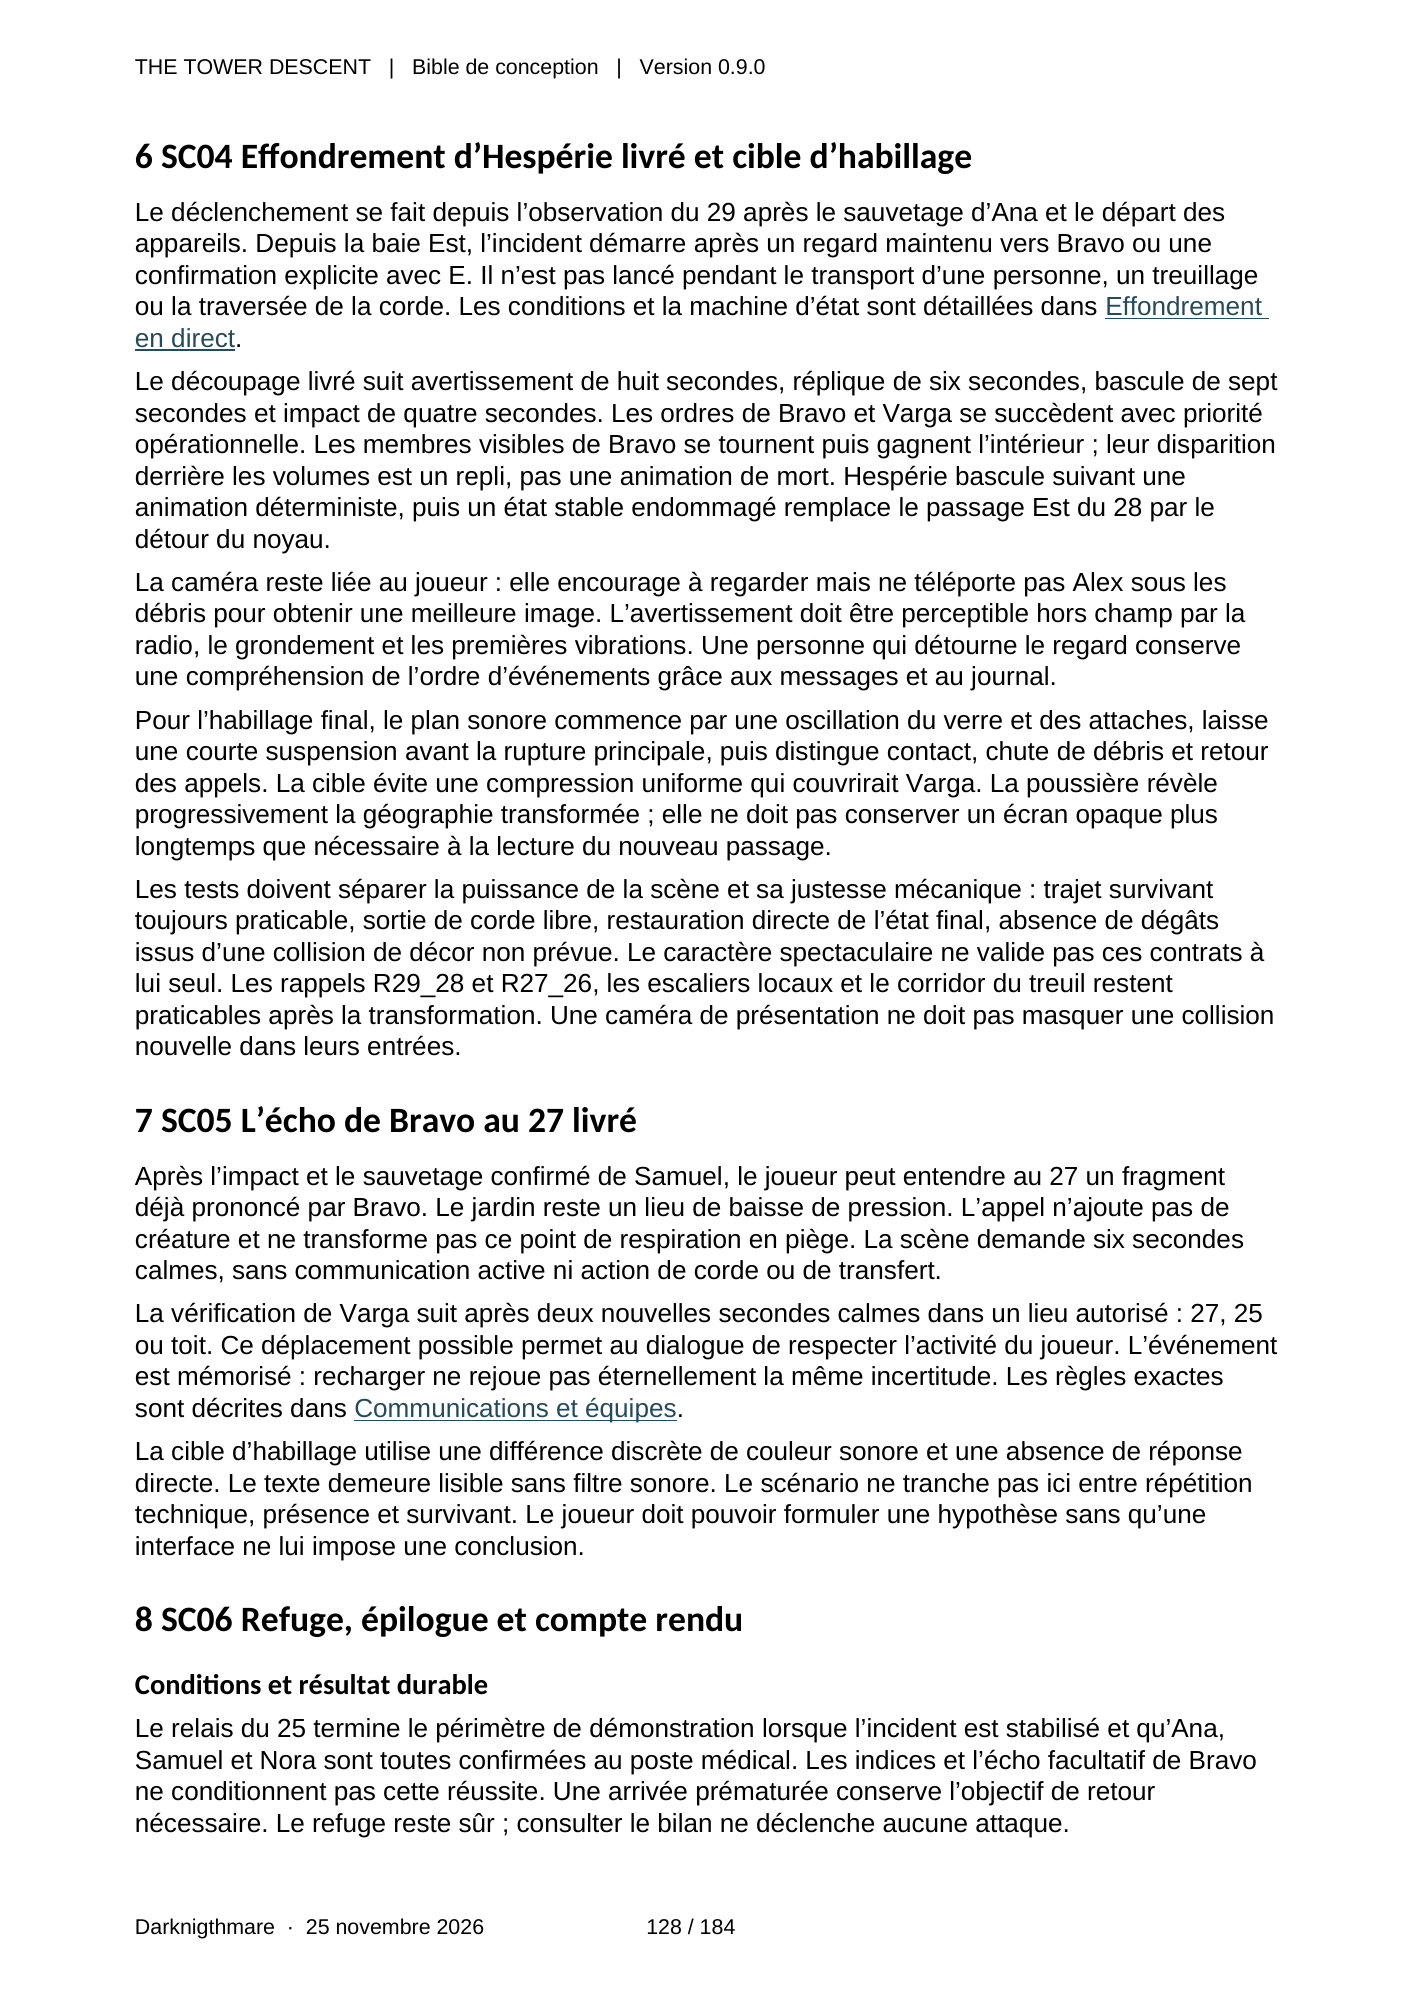 THE TOWER DESCENT | Bible de conception | Version 0.9.0
6 SC04 Effondrement d’Hespérie livré et cible d’habillage
Le déclenchement se fait depuis l’observation du 29 après le sauvetage d’Ana et le départ des
appareils. Depuis la baie Est, l’incident démarre après un regard maintenu vers Bravo ou une
confirmation explicite avec E. Il n’est pas lancé pendant le transport d’une personne, un treuillage
ou la traversée de la corde. Les conditions et la machine d’état sont détaillées dans Effondrement
en direct.
Le découpage livré suit avertissement de huit secondes, réplique de six secondes, bascule de sept
secondes et impact de quatre secondes. Les ordres de Bravo et Varga se succèdent avec priorité
opérationnelle. Les membres visibles de Bravo se tournent puis gagnent l’intérieur ; leur disparition
derrière les volumes est un repli, pas une animation de mort. Hespérie bascule suivant une
animation déterministe, puis un état stable endommagé remplace le passage Est du 28 par le
détour du noyau.
La caméra reste liée au joueur : elle encourage à regarder mais ne téléporte pas Alex sous les
débris pour obtenir une meilleure image. L’avertissement doit être perceptible hors champ par la
radio, le grondement et les premières vibrations. Une personne qui détourne le regard conserve
une compréhension de l’ordre d’événements grâce aux messages et au journal.
Pour l’habillage final, le plan sonore commence par une oscillation du verre et des attaches, laisse
une courte suspension avant la rupture principale, puis distingue contact, chute de débris et retour
des appels. La cible évite une compression uniforme qui couvrirait Varga. La poussière révèle
progressivement la géographie transformée ; elle ne doit pas conserver un écran opaque plus
longtemps que nécessaire à la lecture du nouveau passage.
Les tests doivent séparer la puissance de la scène et sa justesse mécanique : trajet survivant
toujours praticable, sortie de corde libre, restauration directe de l’état final, absence de dégâts
issus d’une collision de décor non prévue. Le caractère spectaculaire ne valide pas ces contrats à
lui seul. Les rappels R29_28 et R27_26, les escaliers locaux et le corridor du treuil restent
praticables après la transformation. Une caméra de présentation ne doit pas masquer une collision
nouvelle dans leurs entrées.
7 SC05 L’écho de Bravo au 27 livré
Après l’impact et le sauvetage confirmé de Samuel, le joueur peut entendre au 27 un fragment
déjà prononcé par Bravo. Le jardin reste un lieu de baisse de pression. L’appel n’ajoute pas de
créature et ne transforme pas ce point de respiration en piège. La scène demande six secondes
calmes, sans communication active ni action de corde ou de transfert.
La vérification de Varga suit après deux nouvelles secondes calmes dans un lieu autorisé : 27, 25
ou toit. Ce déplacement possible permet au dialogue de respecter l’activité du joueur. L’événement
est mémorisé : recharger ne rejoue pas éternellement la même incertitude. Les règles exactes
sont décrites dans Communications et équipes.
La cible d’habillage utilise une différence discrète de couleur sonore et une absence de réponse
directe. Le texte demeure lisible sans filtre sonore. Le scénario ne tranche pas ici entre répétition
technique, présence et survivant. Le joueur doit pouvoir formuler une hypothèse sans qu’une
interface ne lui impose une conclusion.
8 SC06 Refuge, épilogue et compte rendu
Conditions et résultat durable
Le relais du 25 termine le périmètre de démonstration lorsque l’incident est stabilisé et qu’Ana,
Samuel et Nora sont toutes confirmées au poste médical. Les indices et l’écho facultatif de Bravo
ne conditionnent pas cette réussite. Une arrivée prématurée conserve l’objectif de retour
nécessaire. Le refuge reste sûr ; consulter le bilan ne déclenche aucune attaque.
Darknigthmare · 25 novembre 2026 128 / 184